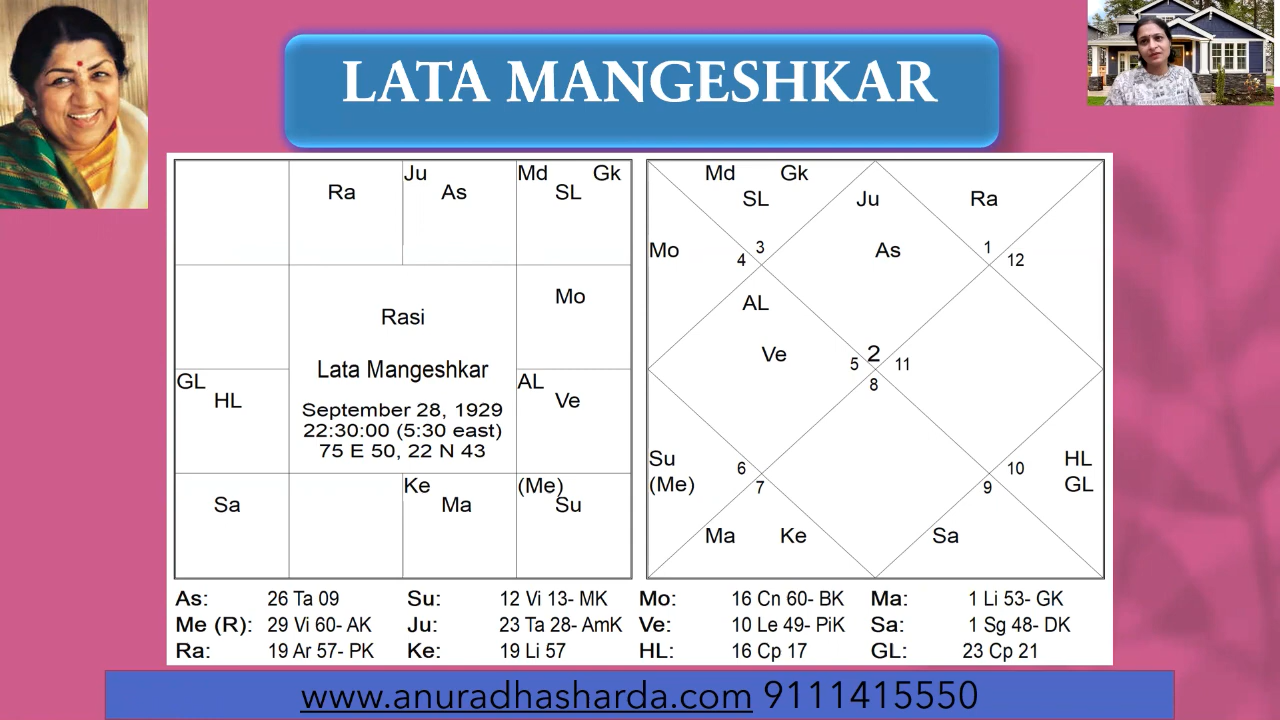 LATA MANGESHKAR
Ra
Ju
As
Md Gk
SL
Mo
GL
HL
AL
Ve
Sa
Ke
Ma
(Me)
Su
Rasi
Lata Mangeshkar
September 28, 1929
22:30:00 (5:30 east)
75 E 50, 22 N 43
Md Gk
SL Ju Ra
Mo As
3 1
4 12
AL
Ve
2
5 11
8
Su
(Me)
6 10
7 9
HL
GL
Ma Ke Sa
As: 26 Ta 09 Su: 12 Vi 13- MK Mo: 16 Cn 60- BK Ma: 1 Li 53- GK
Me (R): 29 Vi 60- AK Ju: 23 Ta 28- AmK Ve: 10 Le 49- PiK Sa: 1 Sg 48- DK
Ra: 19 Ar 57- PK Ke: 19 Li 57 HL: 16 Cp 17 GL: 23 Cp 21
www.anuradhasharda.com 9111415550